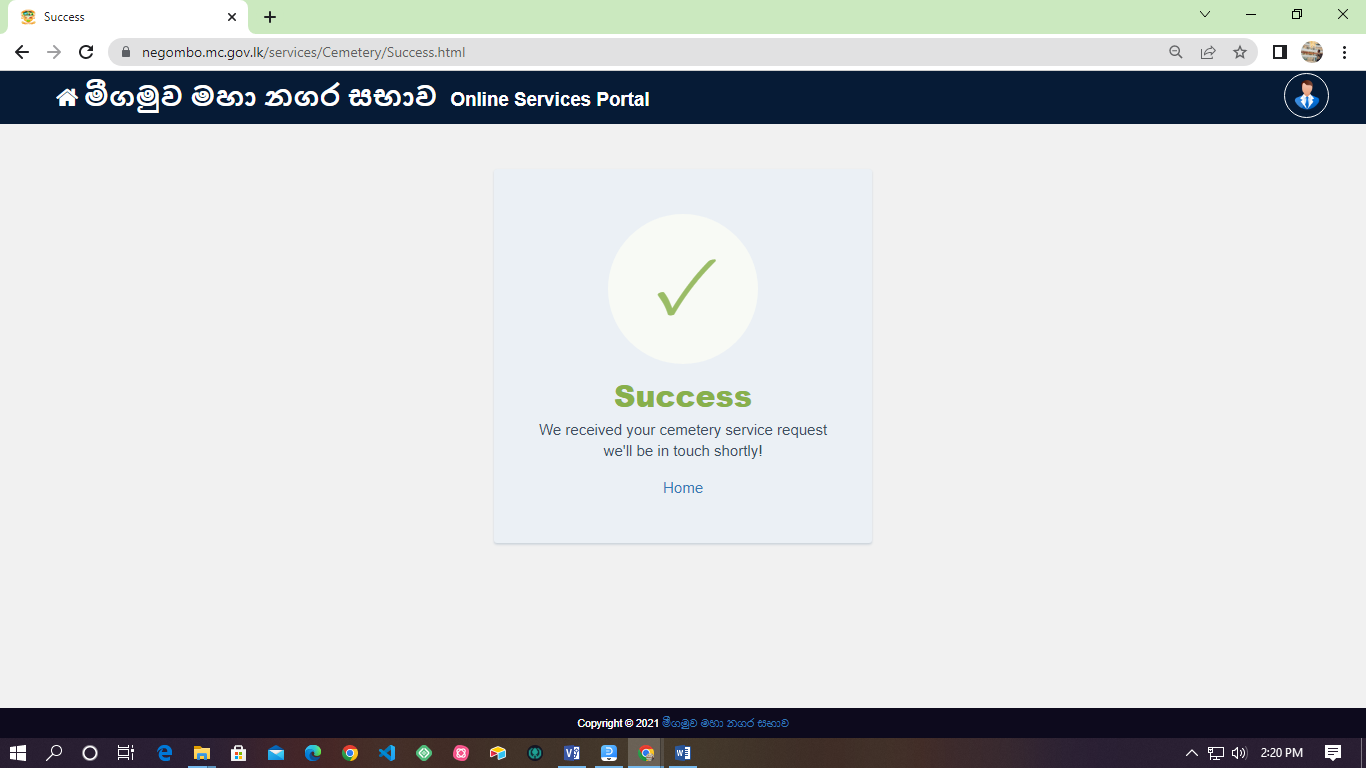 Success
negombo.mc.gov.lk/services/Cemetery/Success.html
මීගමුව මහා නගර සභාව Online Services Portal
Success
We received your cemetery service request
we'll be in touch shortly!
Home
Copyright © 2021 මීගමුව මහා නගර සභාව
2:20 PM